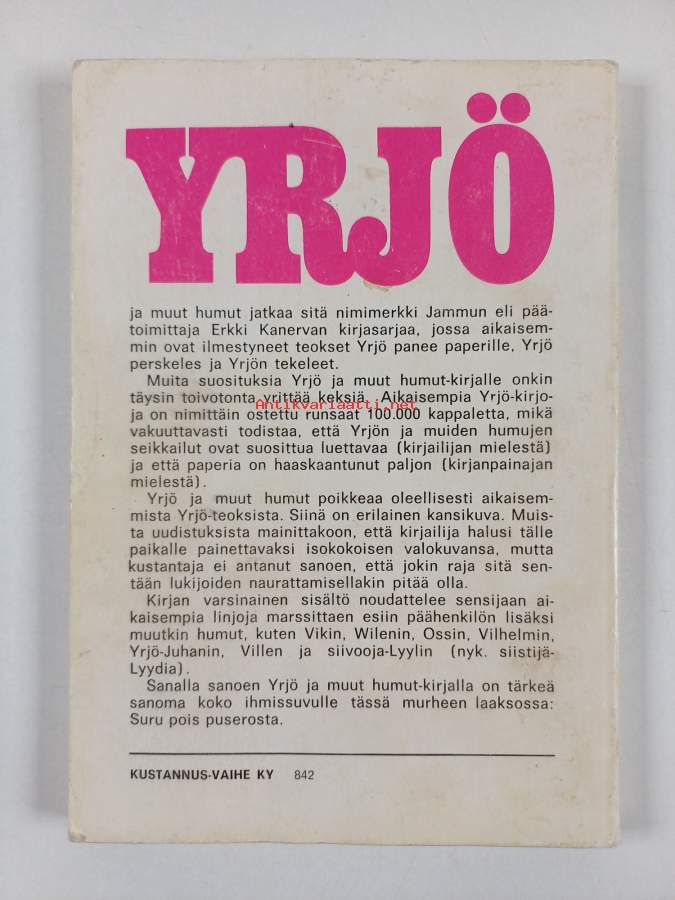 YRJÖ
ja muut humut jatkaa sitä nimimerkki Jammun eli pää-
toimittaja Erkki Kanervan kirjasarjaa, jossa aikaisem-
min ovat ilmestyneet teokset Yrjö panee paperille, Yrjö
perskeles ja Yrjön tekeleet.
Muita suosituksia Yrjö ja muut humut-kirjalle onkin
täysin toivotonta yrittää keksiä. Aikaisempia Yrjö-kirjo-
Antikvariaatti.net
ja on nimittäin ostettu runsaat 100.000 kappaletta, mikä
vakuuttavasti todistaa, että Yrjön ja muiden humujen
seikkailut ovat suosittua luettavaa (kirjailijan mielestä)
ja että paperia on haaskaantunut paljon (kirjanpainajan
mielestä).
Yrjö ja muut humut poikkeaa oleellisesti aikaisem-
mista Yrjö-teoksista. Siinä on erilainen kansikuva. Muis-
ta uudistuksista mainittakoon, että kirjailija halusi tälle
paikalle painettavaksi isokokoisen valokuvansa, mutta
kustantaja ei antanut sanoen, että jokin raja sitä sen-
tään lukijoiden naurattamisellakin pitää olla.
Kirjan varsinainen sisältö noudattelee sensijaan ai-
kaisempia linjoja marssittaen esiin päähenkilön lisäksi
muutkin humut, kuten Vikin, Wilenin, Ossin, Vilhelmin,
Yrjö-Juhanin, Villen ja siivooja-Lyylin (nyk. siistijä-
Lyydia).
Sanalla sanoen Yrjö ja muut humut-kirjalla on tärkeä
sanoma koko ihmissuvulle tässä murheen laaksossa:
Suru pois puserosta.
KUSTANNUS-VAIHE KY 842